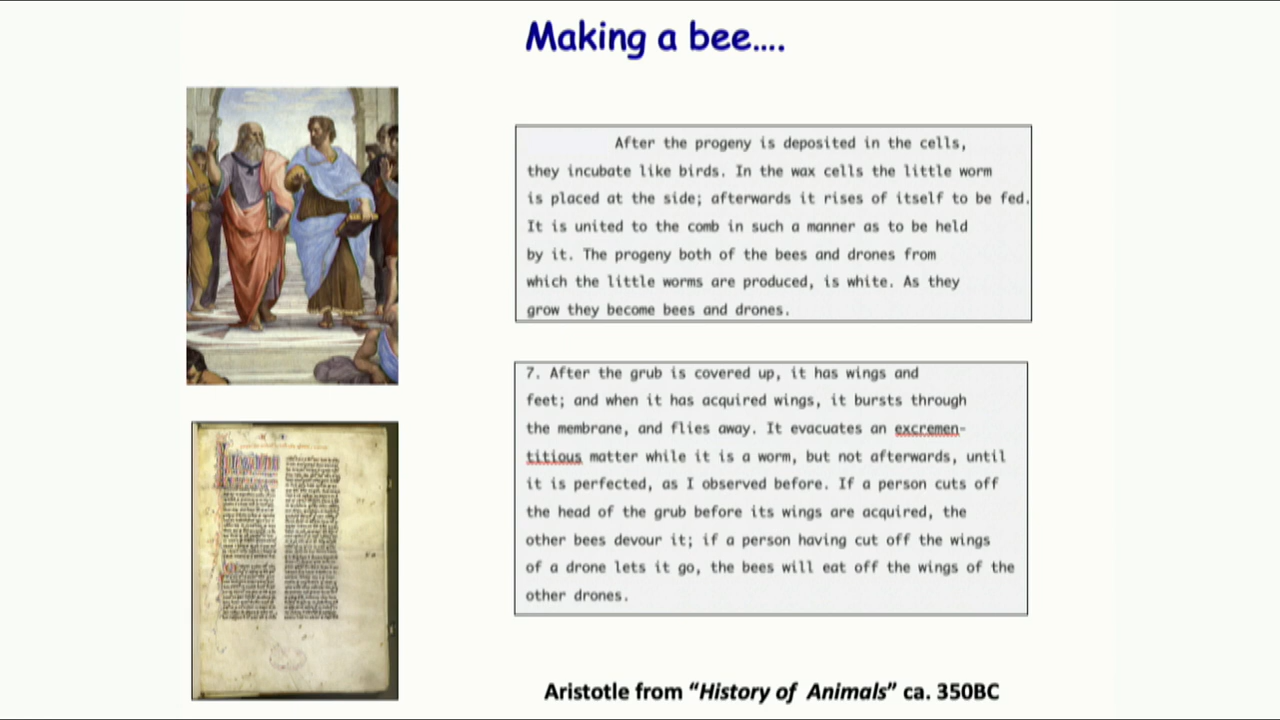 Making a bee....
After the progeny is deposited in the cells,
they incubate like birds. In the wax cells the little worm
is placed at the side; afterwards it rises of itself to be fed.
It is united to the comb in such a manner as to be held
by it. The progeny both of the bees and drones from
which the little worms are produced, is white. As they
grow they become bees and drones.
7. After the grub is covered up, it has wings and
feet; and when it has acquired wings, it bursts through
the membrane, and flies away. It evacuates an excremen-
titious matter while it is a worm, but not afterwards, until
it is perfected, as I observed before. If a person cuts off
the head of the grub before its wings are acquired, the
other bees devour it; if a person having cut off the wings
of a drone lets it go, the bees will eat off the wings of the
other drones.
Aristotle from “History of Animals” ca. 350BC